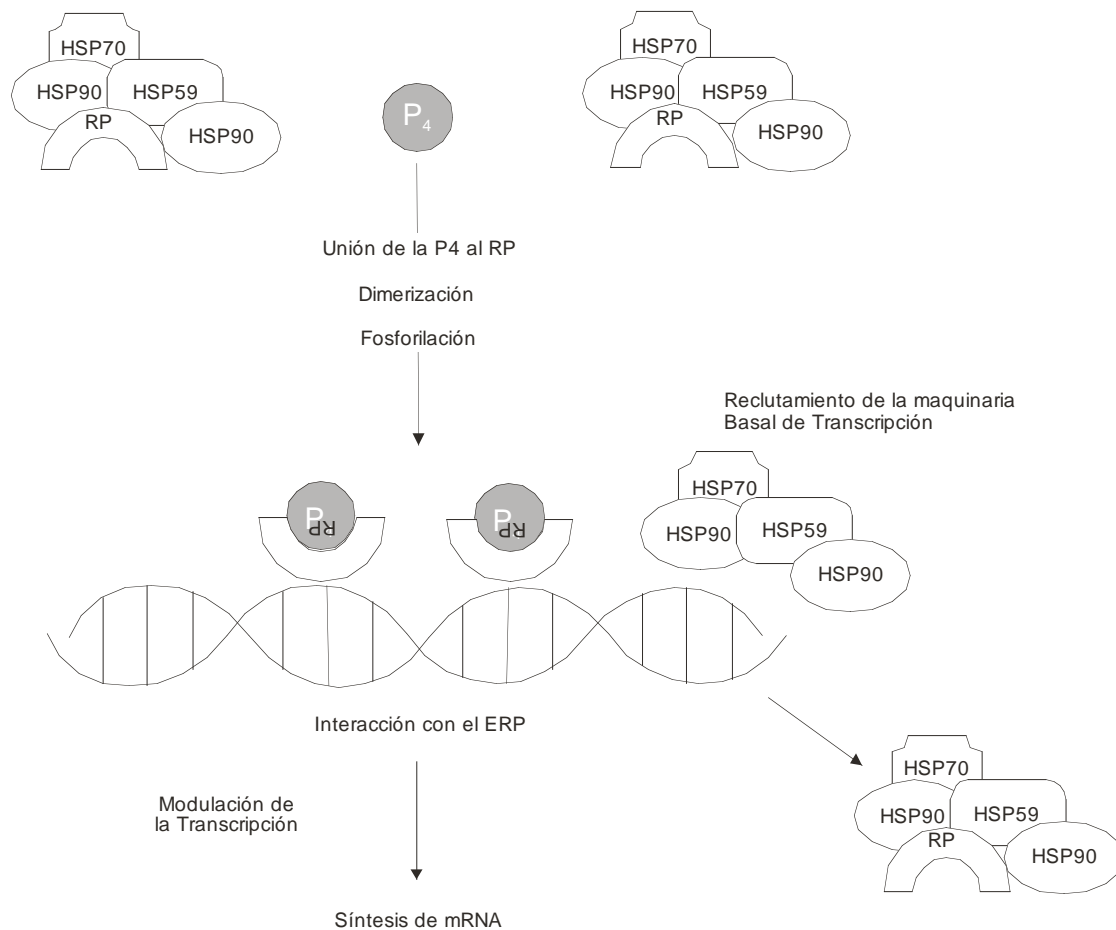 HSP70
HSP90
HSP59
RP
HSP90
P4
HSP70
HSP90
HSP59
RP
HSP90
Unión de la P4 al RP
Dimerización
Fosforilación
Reclutamiento de la maquinaria
Basal de Transcripción
HSP70
HSP90
HSP59
HSP90
P
RP
P
RP
Interacción con el ERP
Modulación de
la Transcripción
HSP70
HSP90
HSP59
RP
HSP90
Síntesis de mRNA